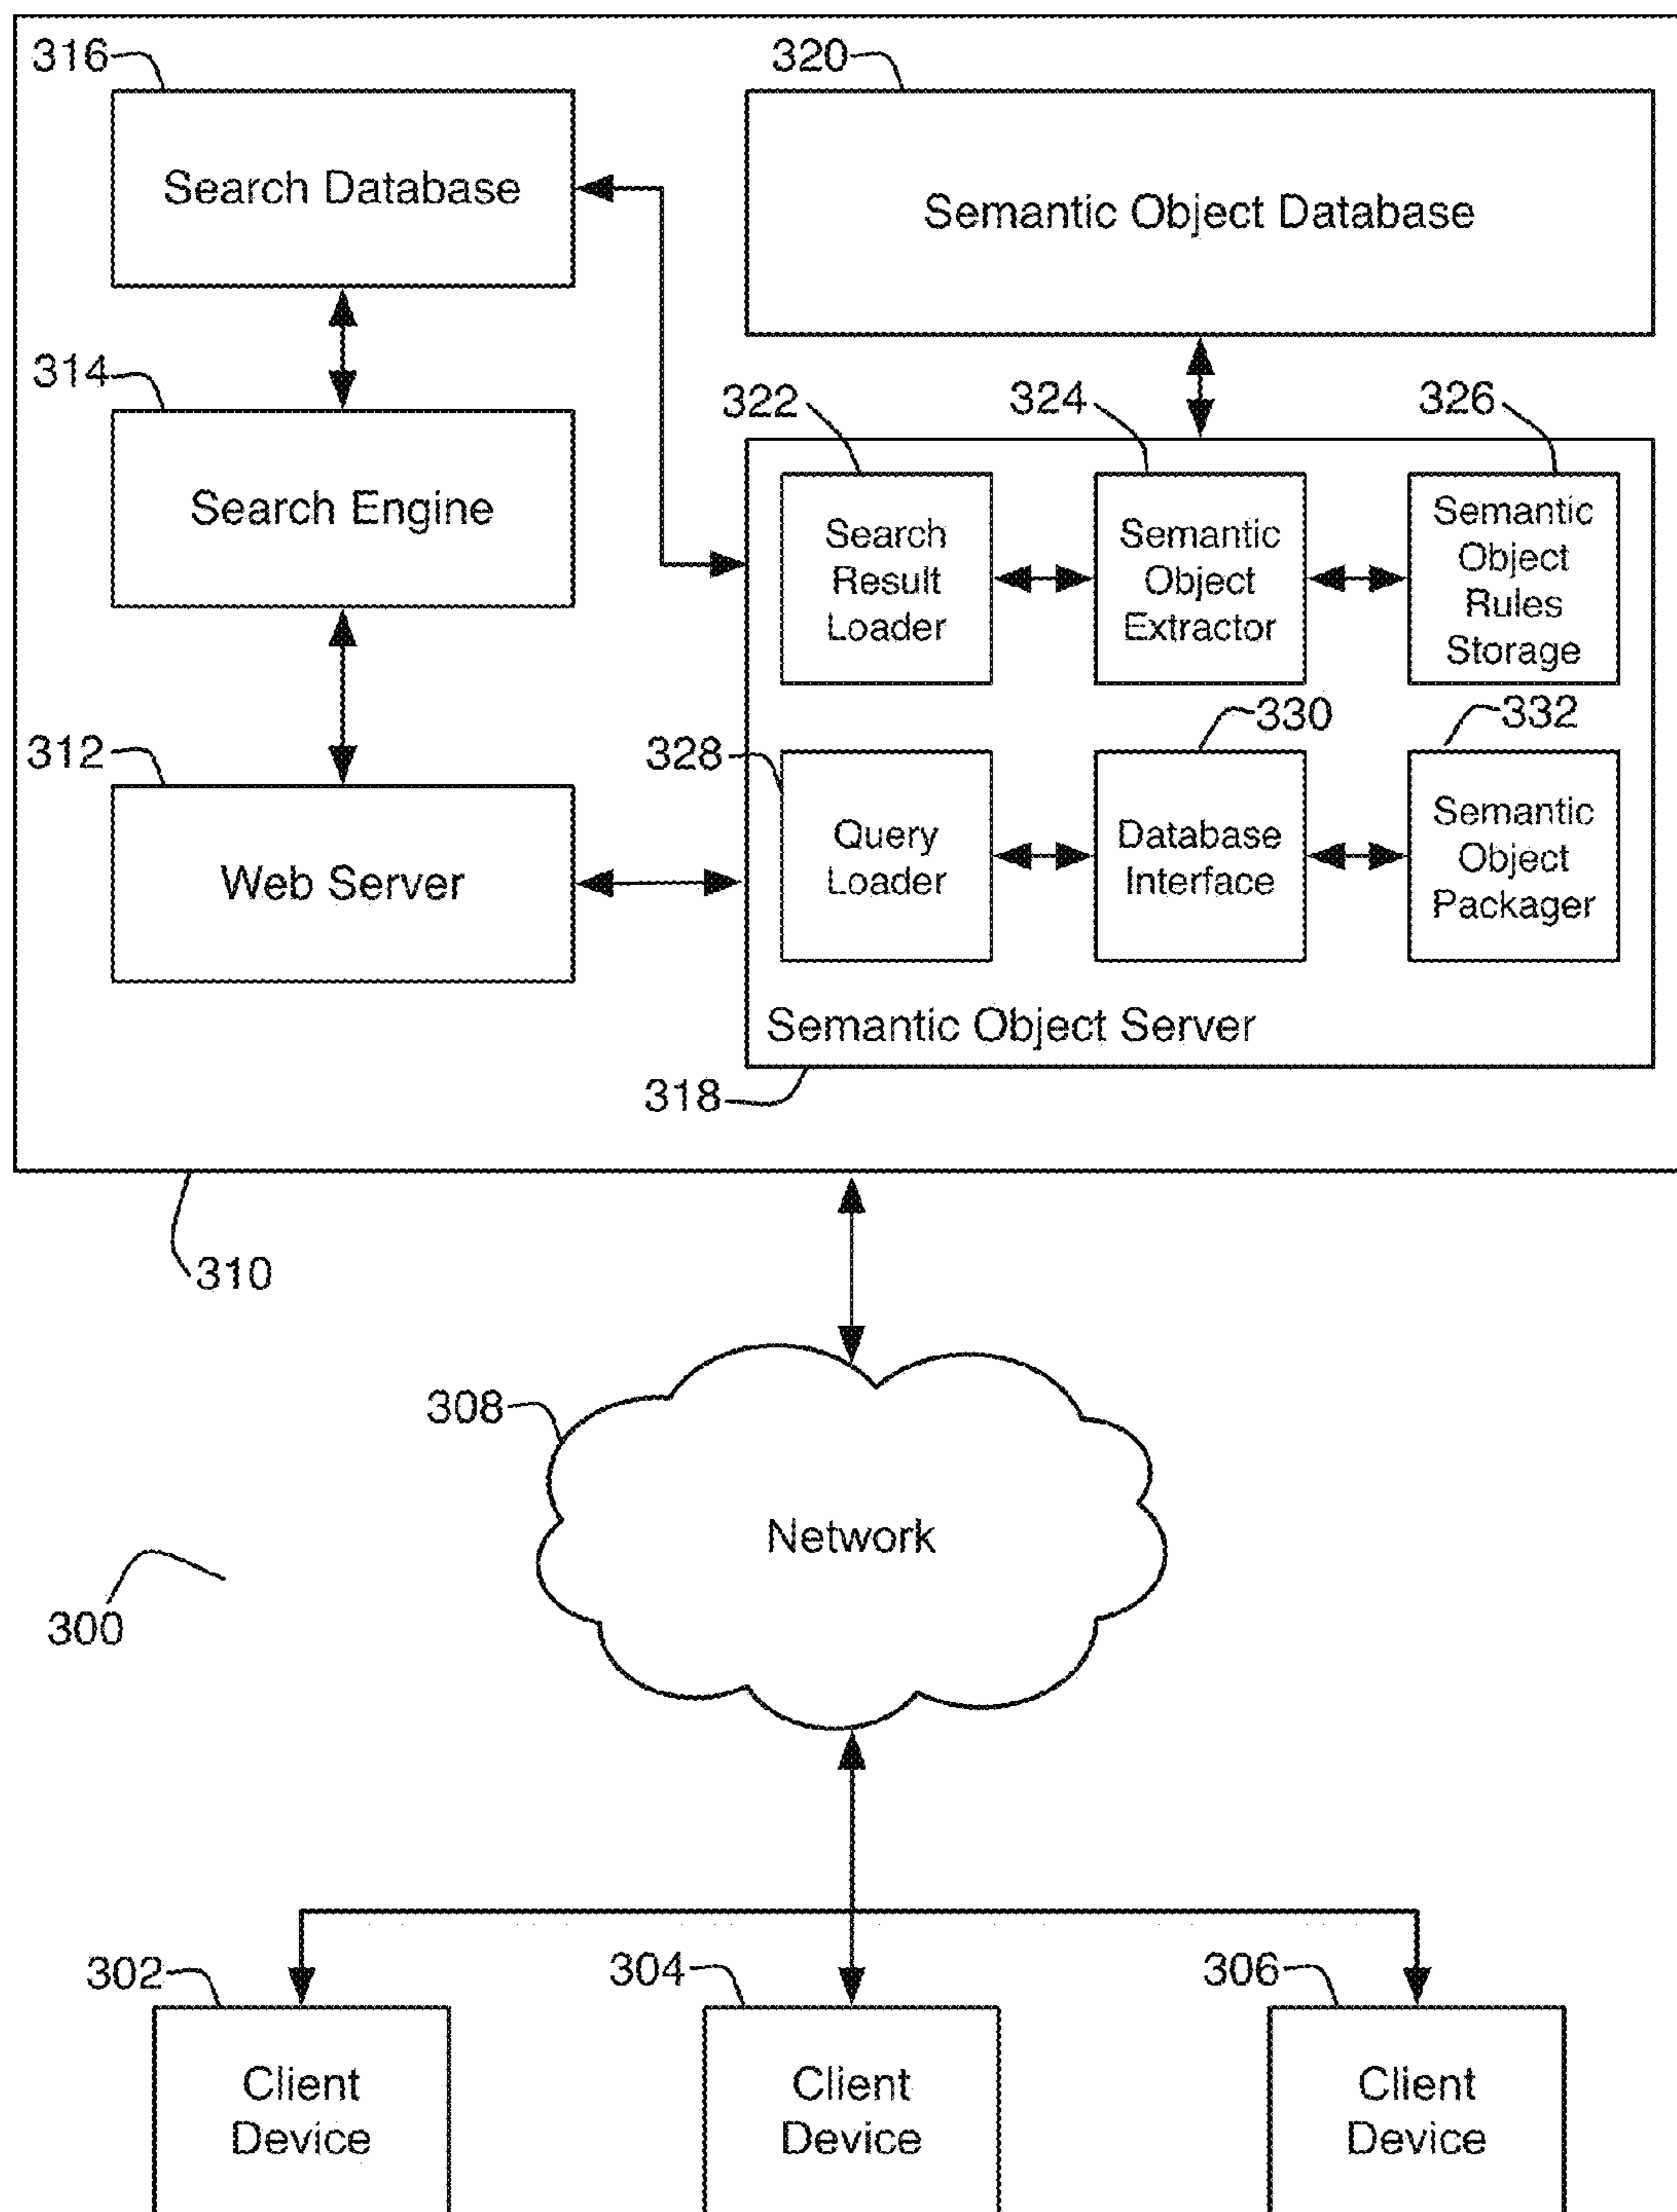 316
320
Search Database
Semantic Object Database
314
322
324
326
Search Engine
Search
Result
Loader
Semantic
Object
Extractor
Semantic
Object
Rules
Storage
312
328
330
332
Web Server
Query
Loader
Database
Interface
Semantic
Object
Packager
Semantic Object Server
318
310
308
Network
300
302
304
306
Client
Device
Client
Device
Client
Device